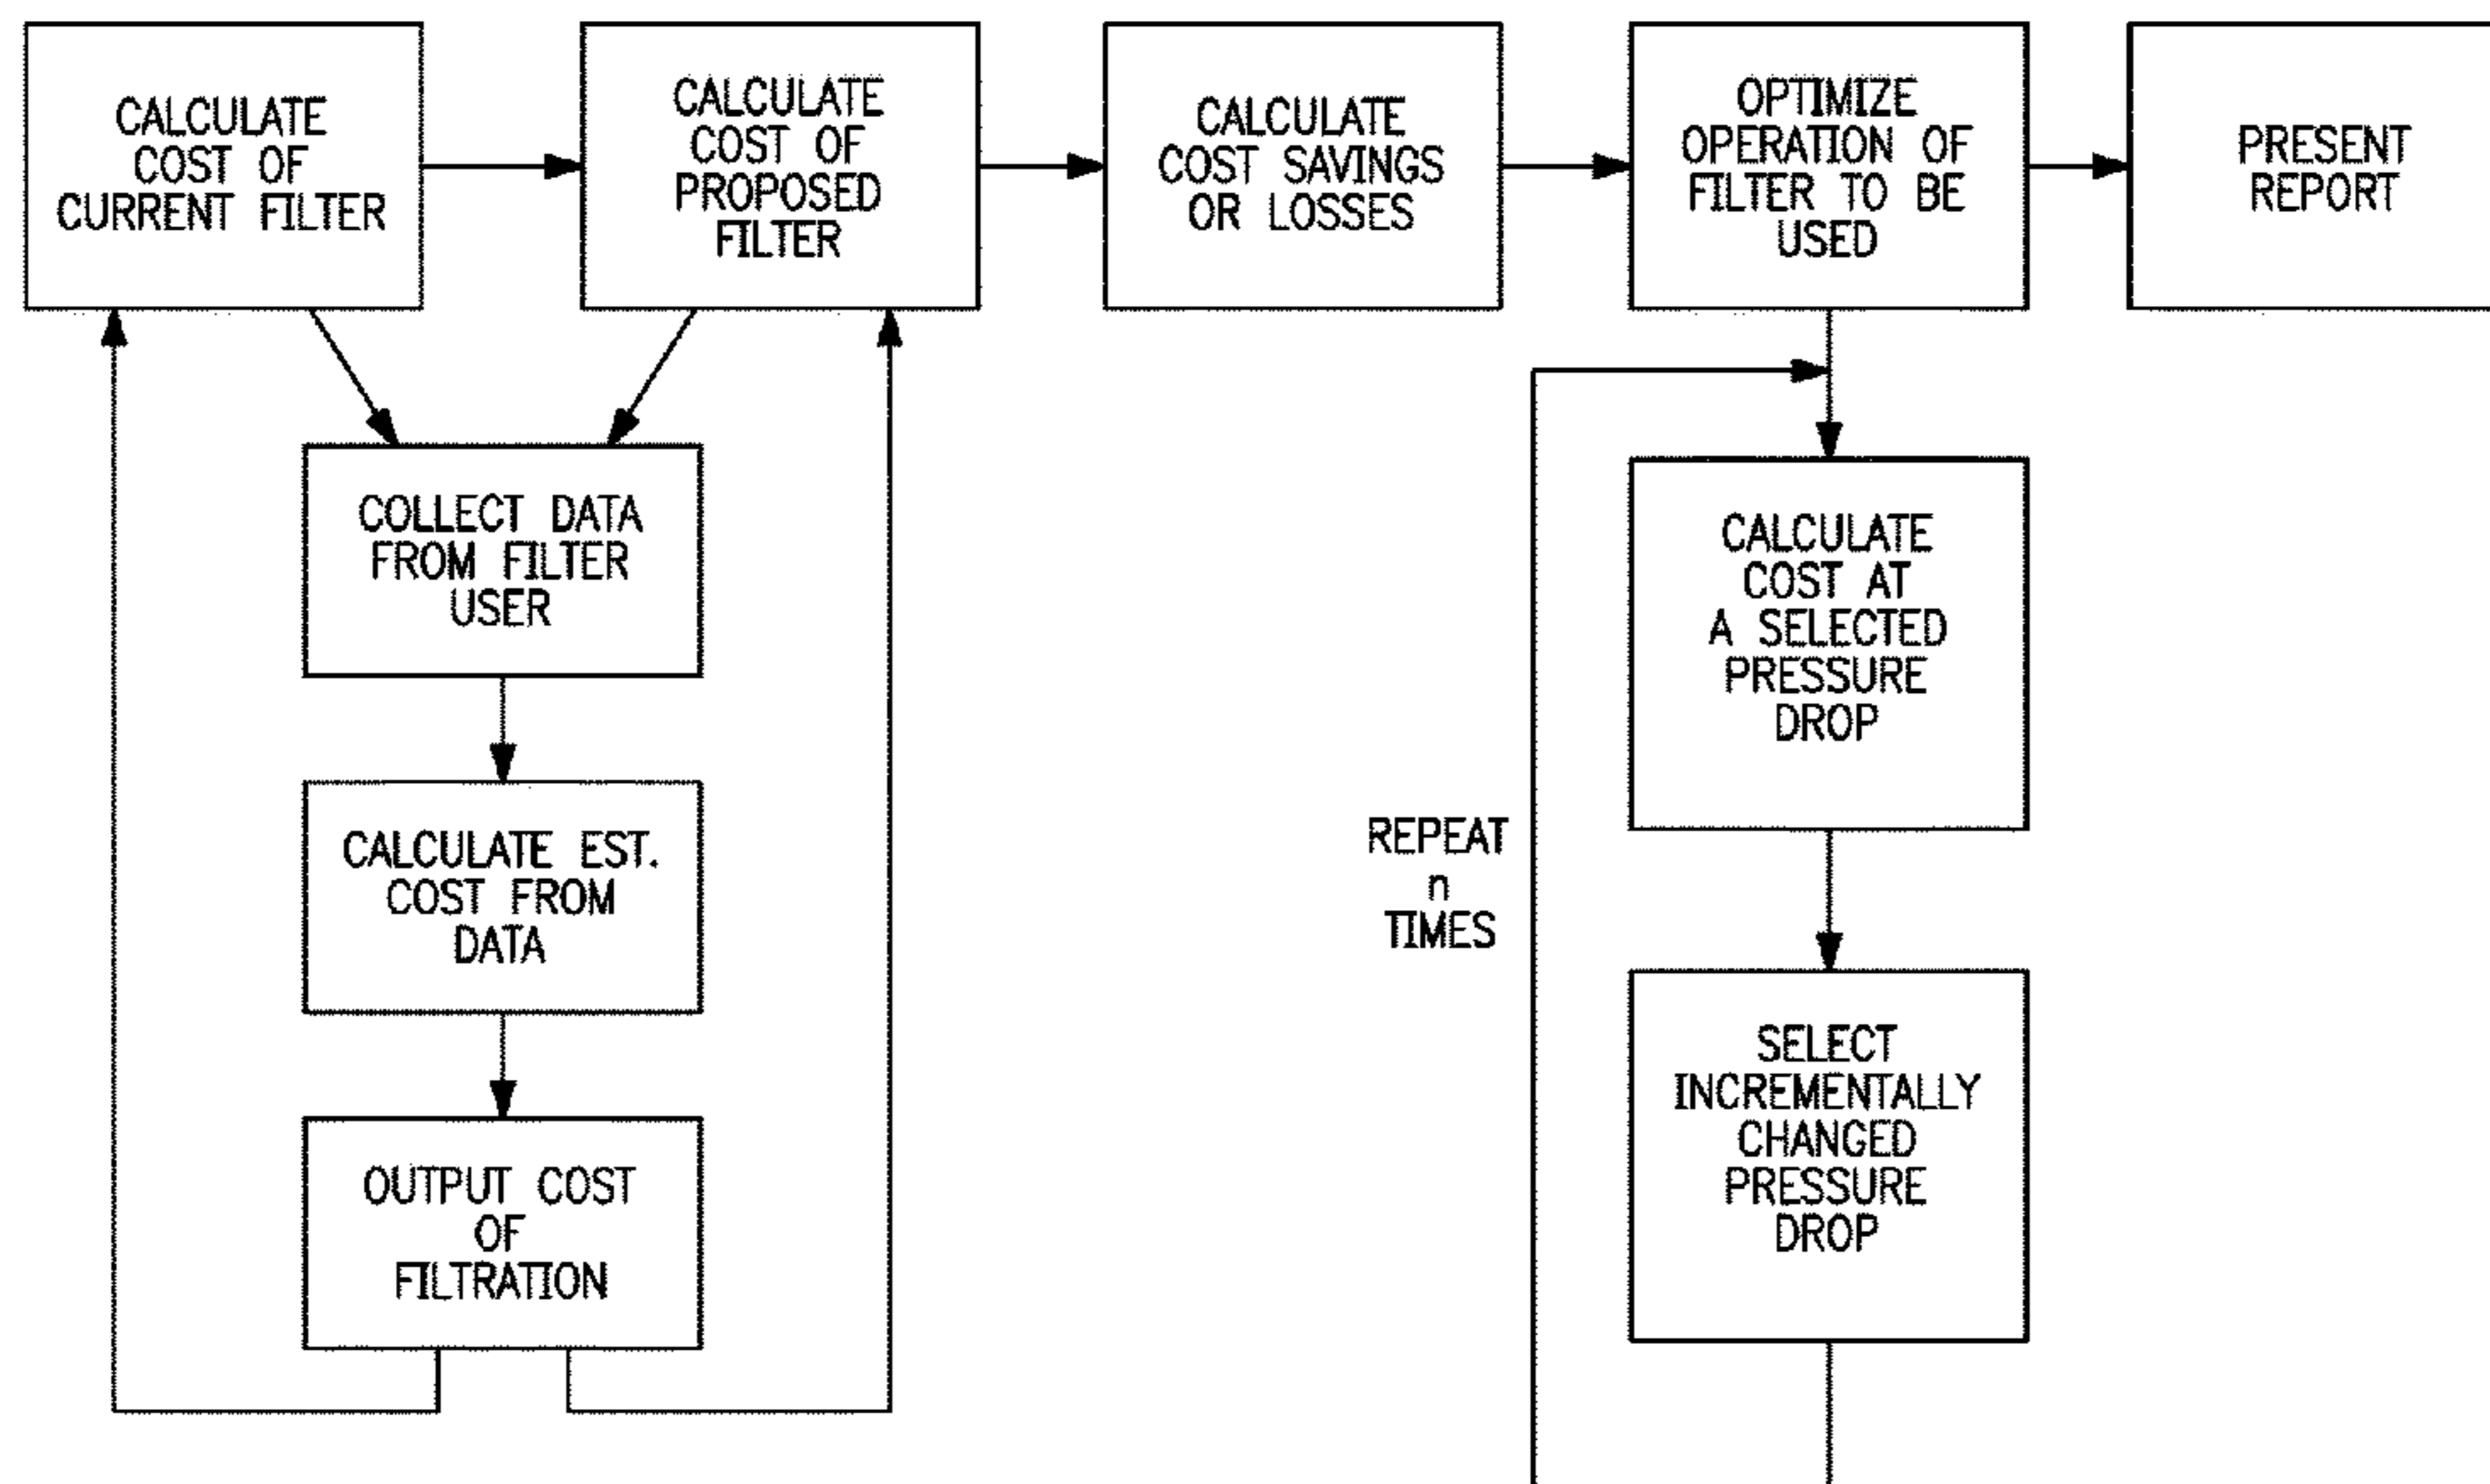 CALCULATE
COST OF
CURRENT FILTER
CALCULATE
COST OF
PROPOSED
FILTER
CALCULATE
COST SAVINGS
OR LOSSES
OPTIMIZE
OPERATION OF
FILTER TO BE
USED
PRESENT
REPORT
COLLECT DATA
FROM FILTER
USER
CALCULATE EST.
COST FROM
DATA
OUTPUT COST
OF
FILTRATION
CALCULATE
COST AT
A SELECTED
PRESSURE
DROP
REPEAT
n
TIMES
SELECT
INCREMENTALLY
CHANGED
PRESSURE
DROP